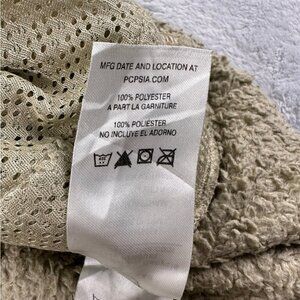 MFG DATE AND LOCATION AT
PCPSIA.COM
100% POLYESTER
A PART LA GARNITURE
100% POLIESTER
NO INCLUYE EL ADORNO